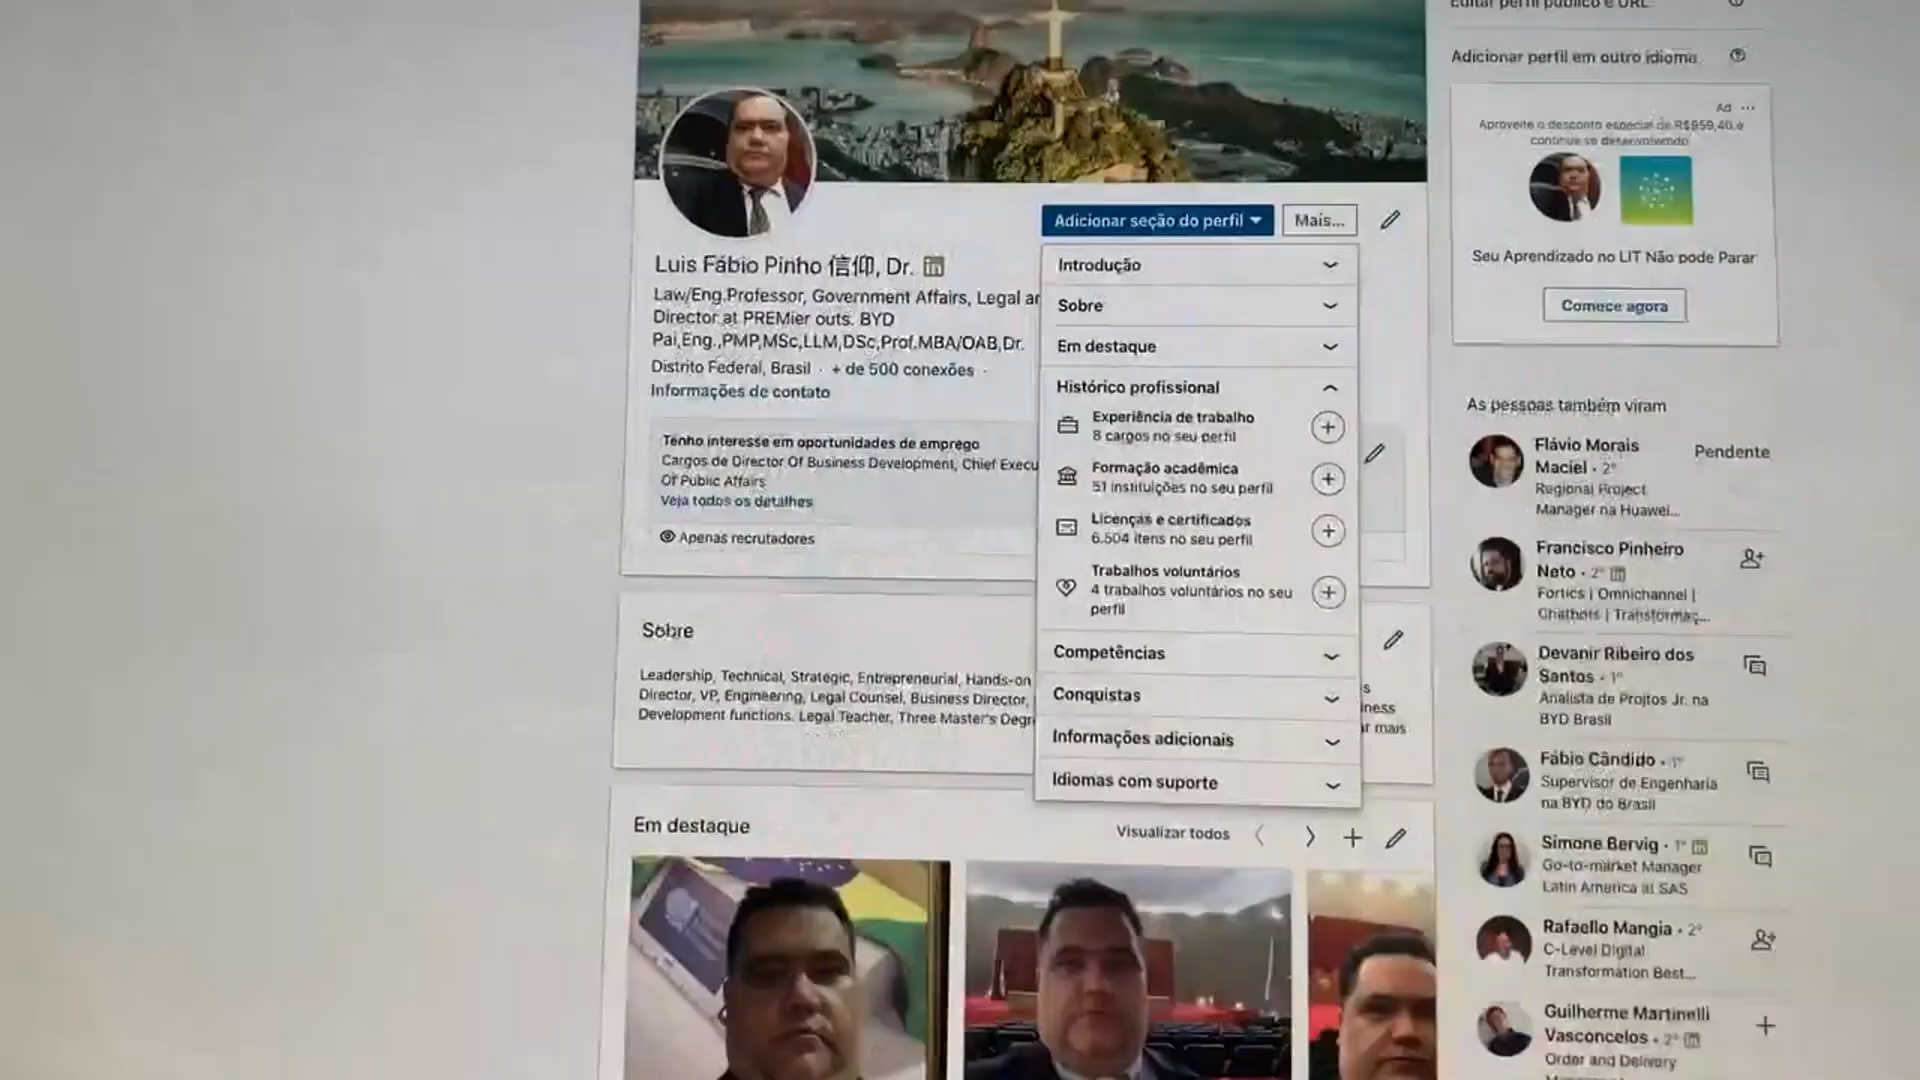 Editar perfil público e URL
Adicionar perfil em outro idioma
Ad ...
Aproveite o desconto especial de R$959,40 e
continue se desenvolvendo
Seu Aprendizado no LIT Não pode Parar
Comece agora
Adicionar seção do perfil
Mais...
Luis Fábio Pinho 信仰, Dr. in
Law/Eng.Professor, Government Affairs, Legal an
Director at PREMier outs. BYD
Pai,Eng.,PMP,MSc,LLM,DSc,Prof.MBA/OAB,Dr.
Distrito Federal, Brasil · + de 500 conexões ·
Informações de contato
Tenho interesse em oportunidades de emprego
Cargos de Director Of Business Development, Chief Execu
Of Public Affairs
Veja todos os detalhes
Apenas recrutadores
Introdução
Sobre
Em destaque
Histórico profissional
Experiência de trabalho
8 cargos no seu perfil
Formação acadêmica
51 instituições no seu perfil
Licenças e certificados
6.504 itens no seu perfil
Trabalhos voluntários
4 trabalhos voluntários no seu
perfil
Competências
Conquistas
Informações adicionais
Idiomas com suporte
Sobre
Leadership, Technical, Strategic, Entrepreneurial, Hands-on
Director, VP, Engineering, Legal Counsel, Business Director,
Development functions. Legal Teacher, Three Master's Degr
s
iness
r mais
Em destaque
Visualizar todos
As pessoas também viram
Flávio Morais
Maciel · 2º
Regional Project
Manager na Huawei...
Pendente
Francisco Pinheiro
Neto · 2º in
Fortics | Omnichannel |
Chatbots | Transformaç...
Devanir Ribeiro dos
Santos · 1º
Analista de Projtos Jr. na
BYD Brasil
Fábio Cândido · 1º
Supervisor de Engenharia
na BYD do Brasil
Simone Bervig · 1º in
Go-to-market Manager
Latin America at SAS
Rafaello Mangia · 2º
C-Level Digital
Transformation Best...
Guilherme Martinelli
Vasconcelos · 2º in
Order and Delivery